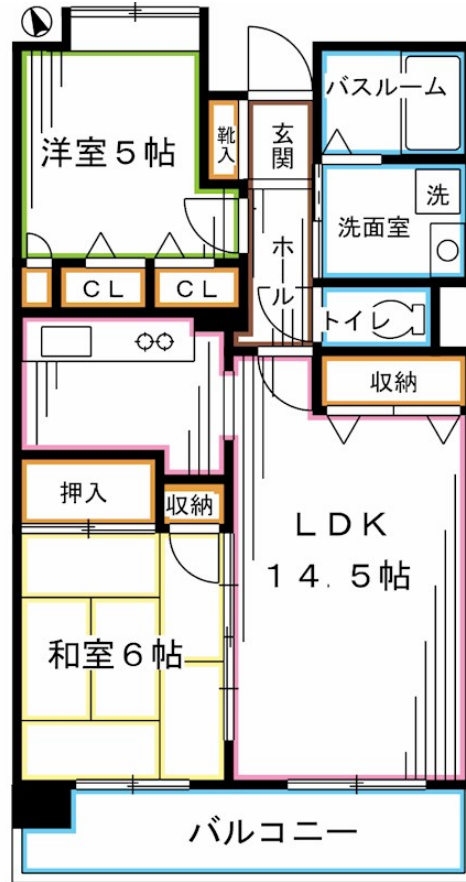 バスルーム
洋室5帖
靴入
玄関
洗
洗面室
ホール
CL
CL
トイレ
収納
押入
収納
LDK
14.5帖
和室6帖
バルコニー